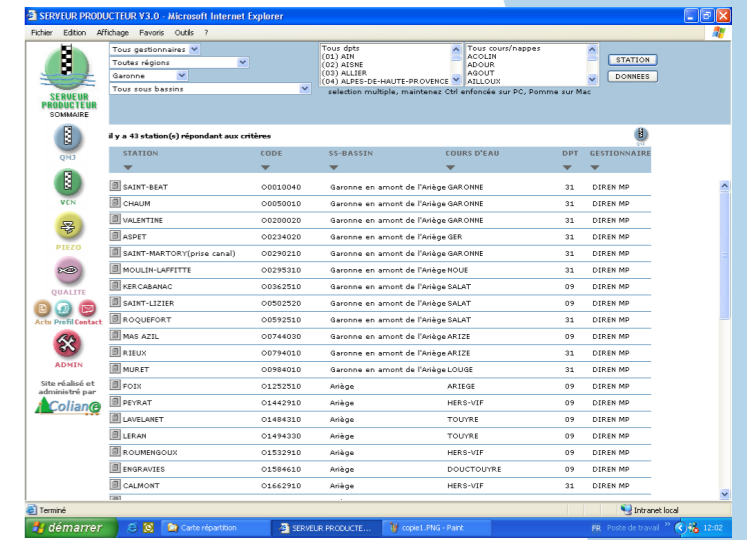 SERVEUR PRODUCTEUR V3.0 - Microsoft Internet Explorer
Fichier Edition Affichage Favoris Outils ?
Tous gestionnaires
Toutes régions
Garonne
Tous sous bassins
Tous dpts
(01) AIN
(02) AISNE
(03) ALLIER
(04) ALPES-DE-HAUTE-PROVENCE
Tous cours/nappes
ACOLIN
ADOUR
AGOUT
AILLOUX
STATION
DONNEES
selection multiple, maintenez Ctrl enfoncée sur PC, Pomme sur Mac
SERVEUR
PRODUCTEUR
SOMMAIRE
QMJ
VCN
PIEZO
QUALITE
Actu Profil Contact
ADMIN
Site réalisé et
administré par
Colian@
il y a 43 station(s) répondant aux critères
STATION CODE SS-BASSIN COURS D'EAU DPT GESTIONNAIRE
SAINT-BEAT O0010040 Garonne en amont de l'Ariège GARONNE 31 DIREN MP
CHAUM O0050010 Garonne en amont de l'Ariège GARONNE 31 DIREN MP
VALENTINE O0200020 Garonne en amont de l'Ariège GARONNE 31 DIREN MP
ASPET O0234020 Garonne en amont de l'Ariège GER 31 DIREN MP
SAINT-MARTORY(prise canal) O0290210 Garonne en amont de l'Ariège GARONNE 31 DIREN MP
MOULIN-LAFFITTE O0295310 Garonne en amont de l'Ariège NOUE 31 DIREN MP
KERCABANAC O0362510 Garonne en amont de l'Ariège SALAT 09 DIREN MP
SAINT-LIZIER O0502520 Garonne en amont de l'Ariège SALAT 09 DIREN MP
ROQUEFORT O0592510 Garonne en amont de l'Ariège SALAT 31 DIREN MP
MAS AZIL O0744030 Garonne en amont de l'Ariège ARIZE 09 DIREN MP
RIEUX O0794010 Garonne en amont de l'Ariège ARIZE 31 DIREN MP
MURET O0984010 Garonne en amont de l'Ariège LOUGE 31 DIREN MP
FOIX O1252510 Ariège ARIEGE 09 DIREN MP
PEYRAT O1442910 Ariège HERS-VIF 09 DIREN MP
LAVELANET O1484310 Ariège TOUYRE 09 DIREN MP
LERAN O1494330 Ariège TOUYRE 09 DIREN MP
ROUMENGOUX O1532910 Ariège HERS-VIF 09 DIREN MP
ENGRAVIES O1584610 Ariège DOUCTOUYRE 09 DIREN MP
CALMONT O1662910 Ariège HERS-VIF 31 DIREN MP
Terminé
Intranet local
démarrer
Carte répartition
SERVEUR PRODUCTE...
copie1.PNG - Paint
FR Poste de travail » 12:02